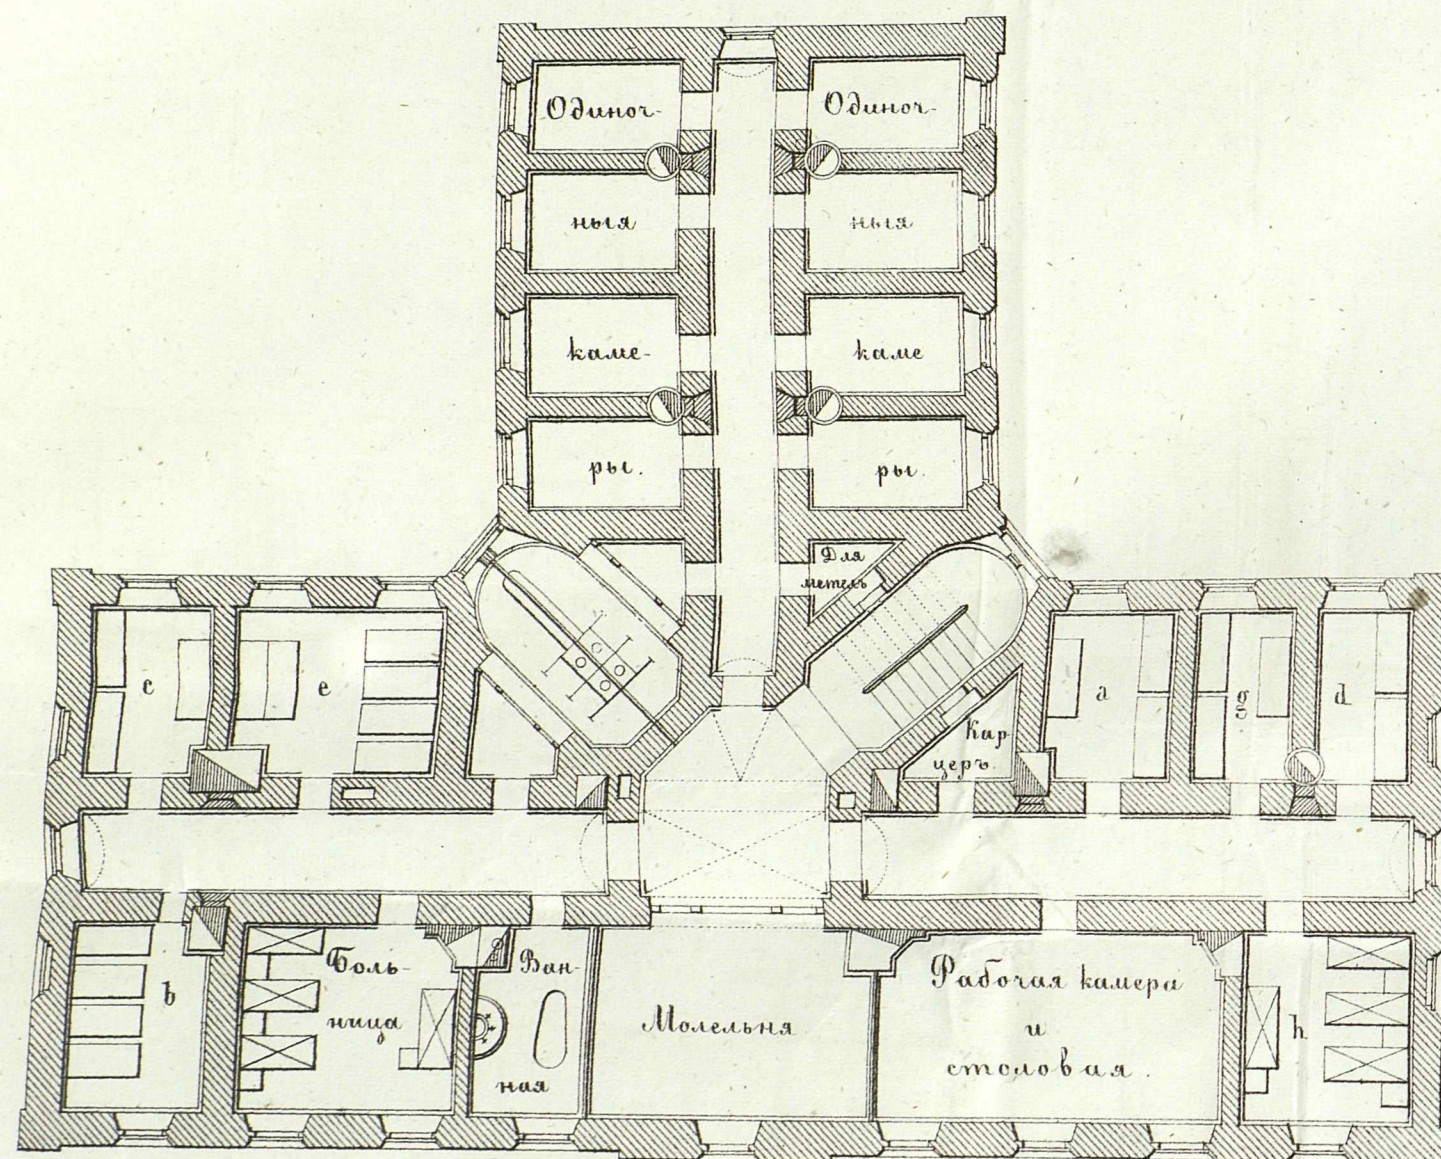 Одиноч-
ныя
каме-
ры.
Одиноч-
ныя
каме
ры.
Для
метелъ
c
e
Кар-
церъ.
a
g
d
b
Боль-
ница
Ван-
ная
Молельня
Рабочая камера
и
столовая.
h